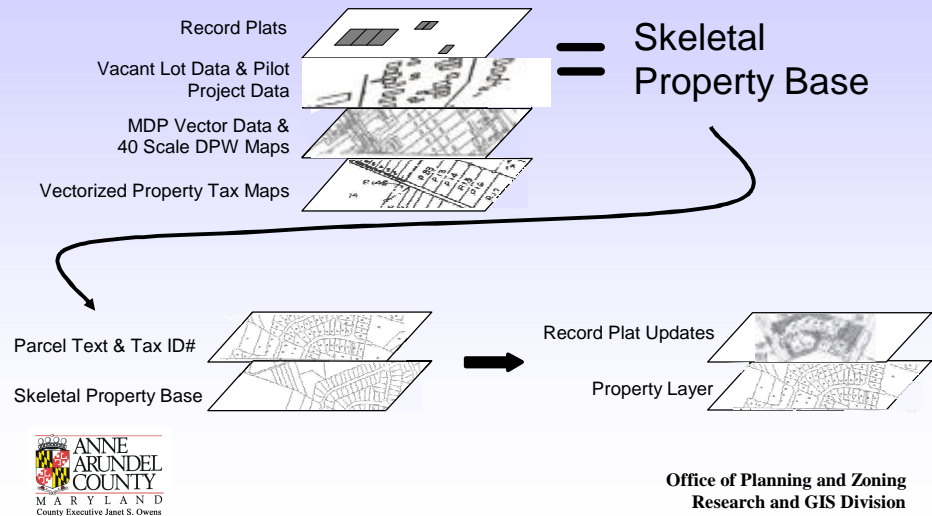 Record Plats
Vacant Lot Data & Pilot
Project Data
MDP Vector Data &
40 Scale DPW Maps
Vectorized Property Tax Maps
Skeletal
Property Base
Parcel Text & Tax ID#
Skeletal Property Base
Record Plat Updates
Property Layer
ANNE
ARUNDEL
COUNTY
MARYLAND
County Executive Janet S. Owens
Office of Planning and Zoning
Research and GIS Division